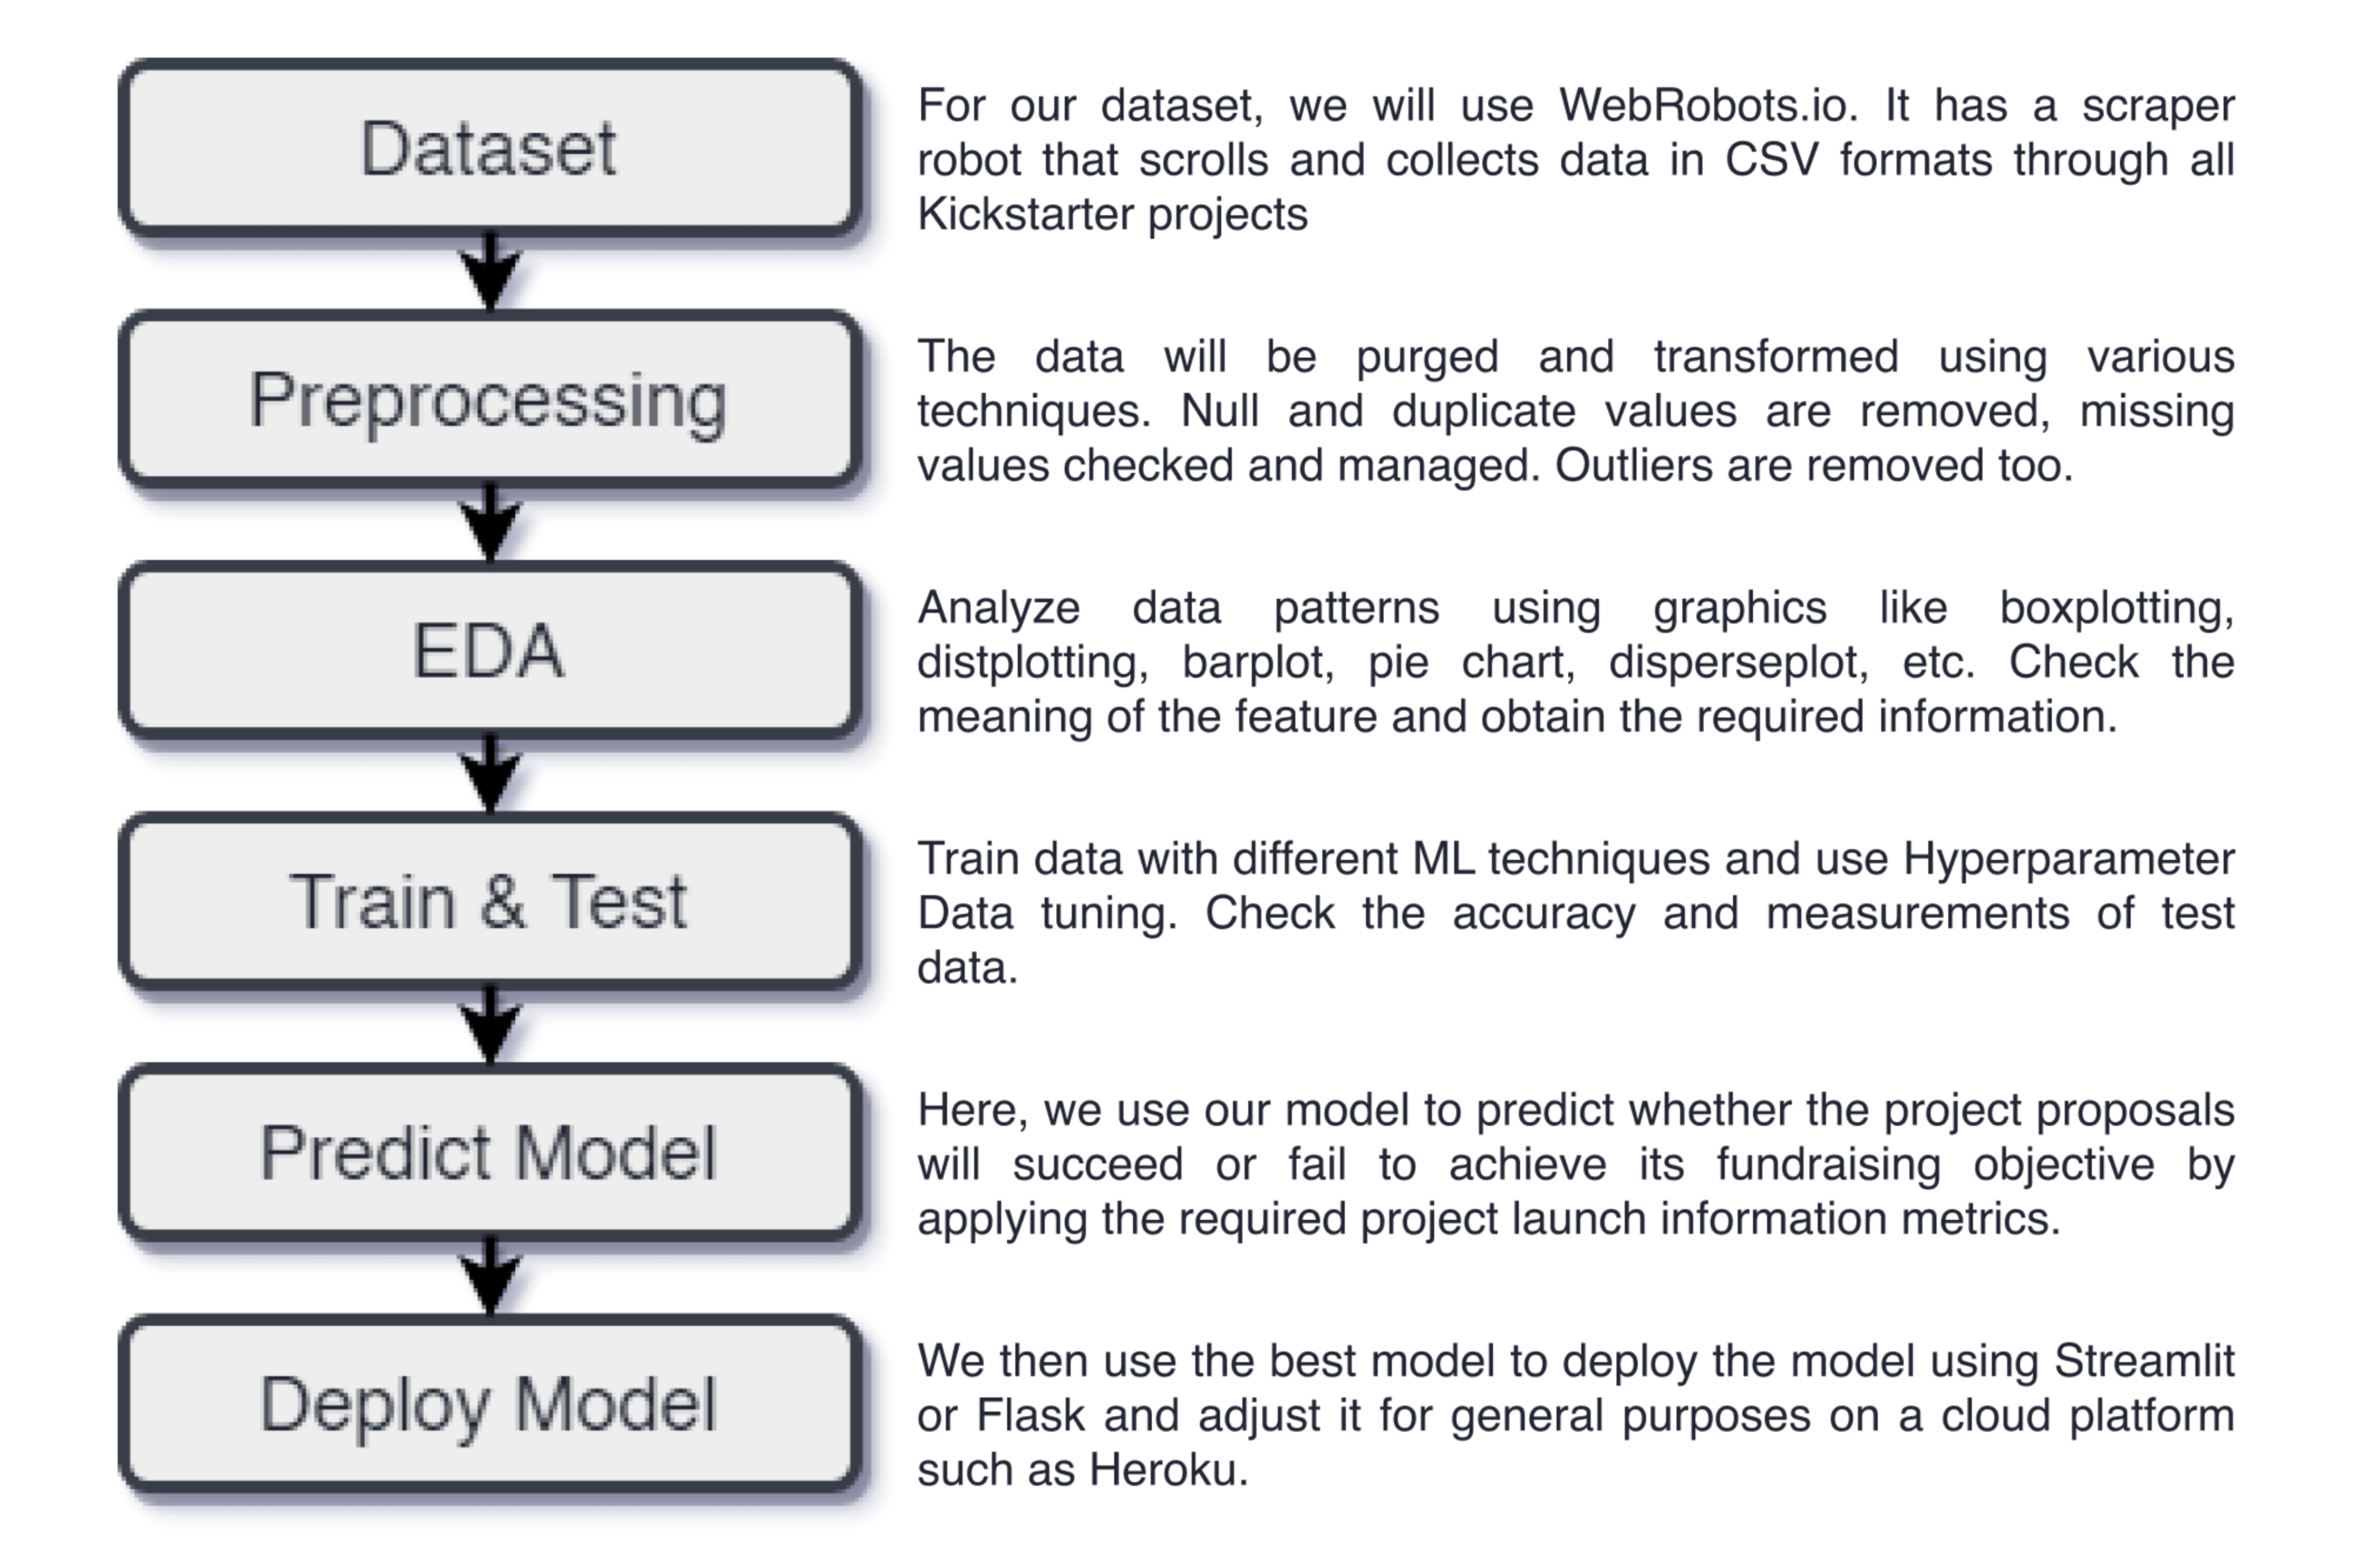 Dataset
For our dataset, we will use WebRobots.io. It has a scraper
robot that scrolls and collects data in CSV formats through all
Kickstarter projects
Preprocessing
The data will be purged and transformed using various
techniques. Null and duplicate values are removed, missing
values checked and managed. Outliers are removed too.
EDA
Analyze data patterns using graphics like boxplotting,
distplotting, barplot, pie chart, disperseplot, etc. Check the
meaning of the feature and obtain the required information.
Train & Test
Train data with different ML techniques and use Hyperparameter
Data tuning. Check the accuracy and measurements of test
data.
Predict Model
Here, we use our model to predict whether the project proposals
will succeed or fail to achieve its fundraising objective by
applying the required project launch information metrics.
Deploy Model
We then use the best model to deploy the model using Streamlit
or Flask and adjust it for general purposes on a cloud platform
such as Heroku.